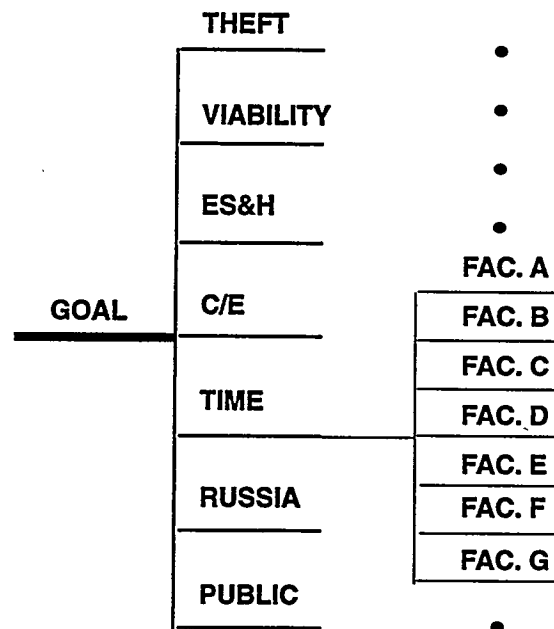 THEFT
VIABILITY
ES&H
GOAL
C/E
TIME
RUSSIA
PUBLIC
FAC. A
FAC. B
FAC. C
FAC. D
FAC. E
FAC. F
FAC. G